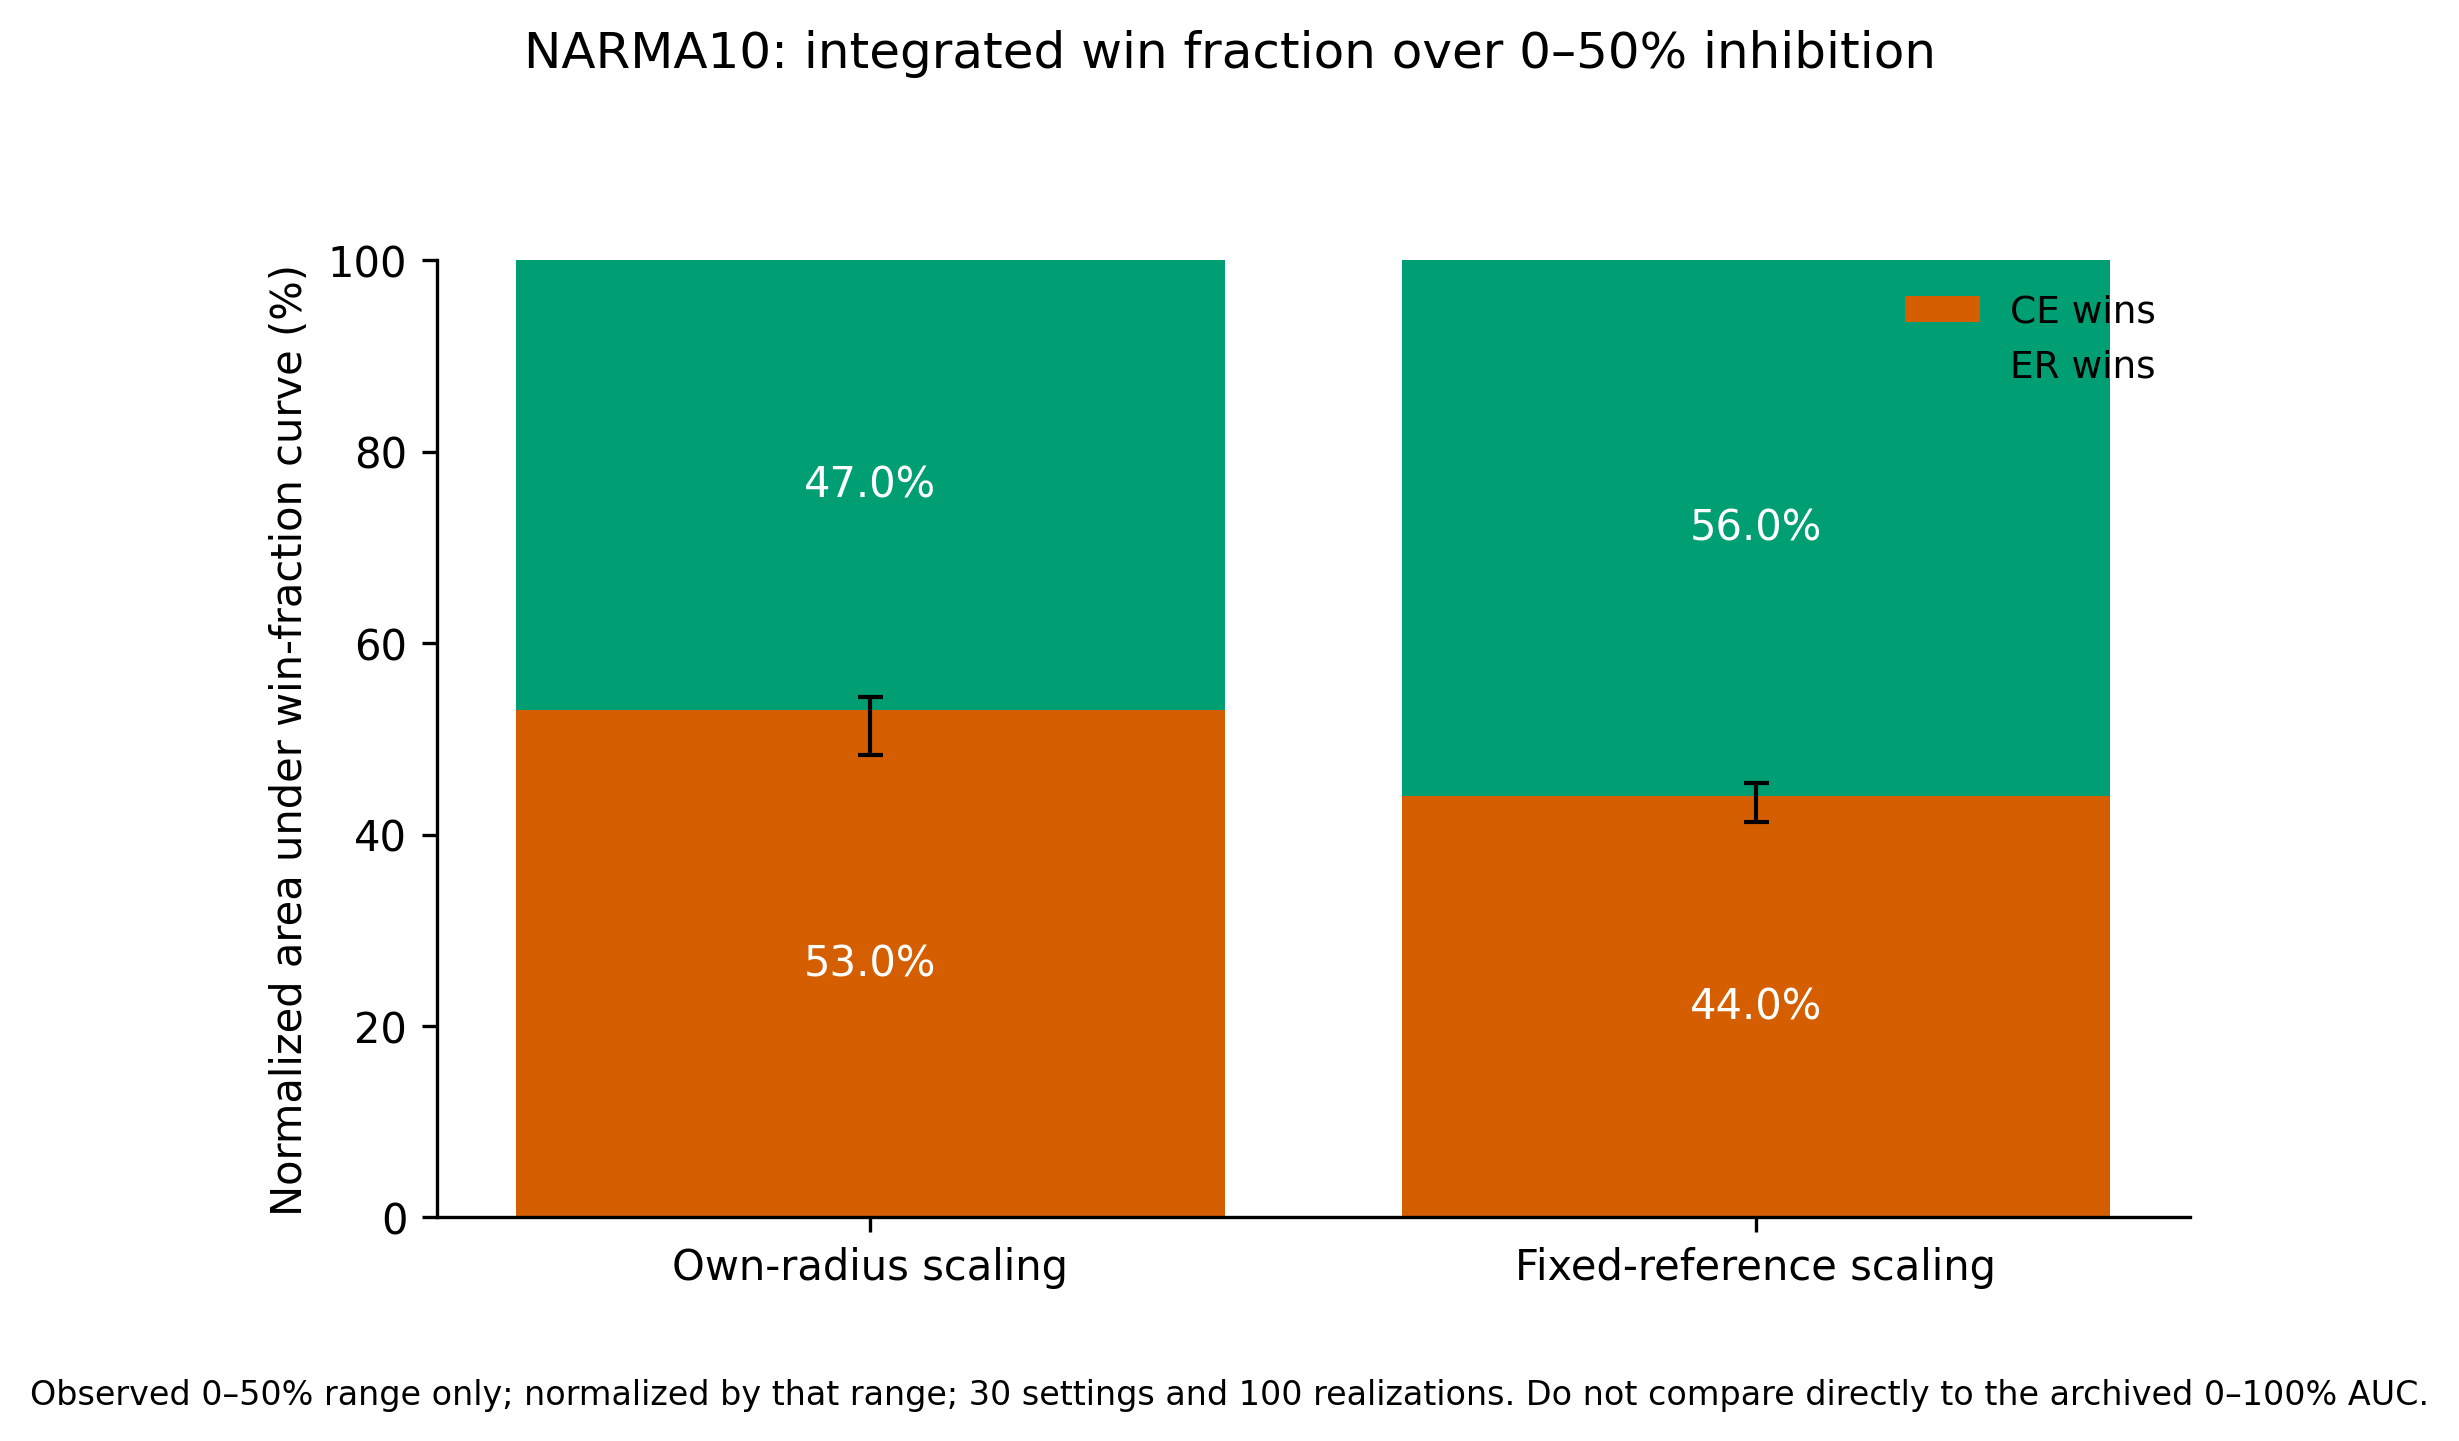 NARMA10: integrated win fraction over 0–50% inhibition
Normalized area under win-fraction curve (%)
100
80
60
40
20
0
CE wins
ER wins
47.0%
56.0%
53.0%
44.0%
Own-radius scaling
Fixed-reference scaling
Observed 0–50% range only; normalized by that range; 30 settings and 100 realizations. Do not compare directly to the archived 0–100% AUC.